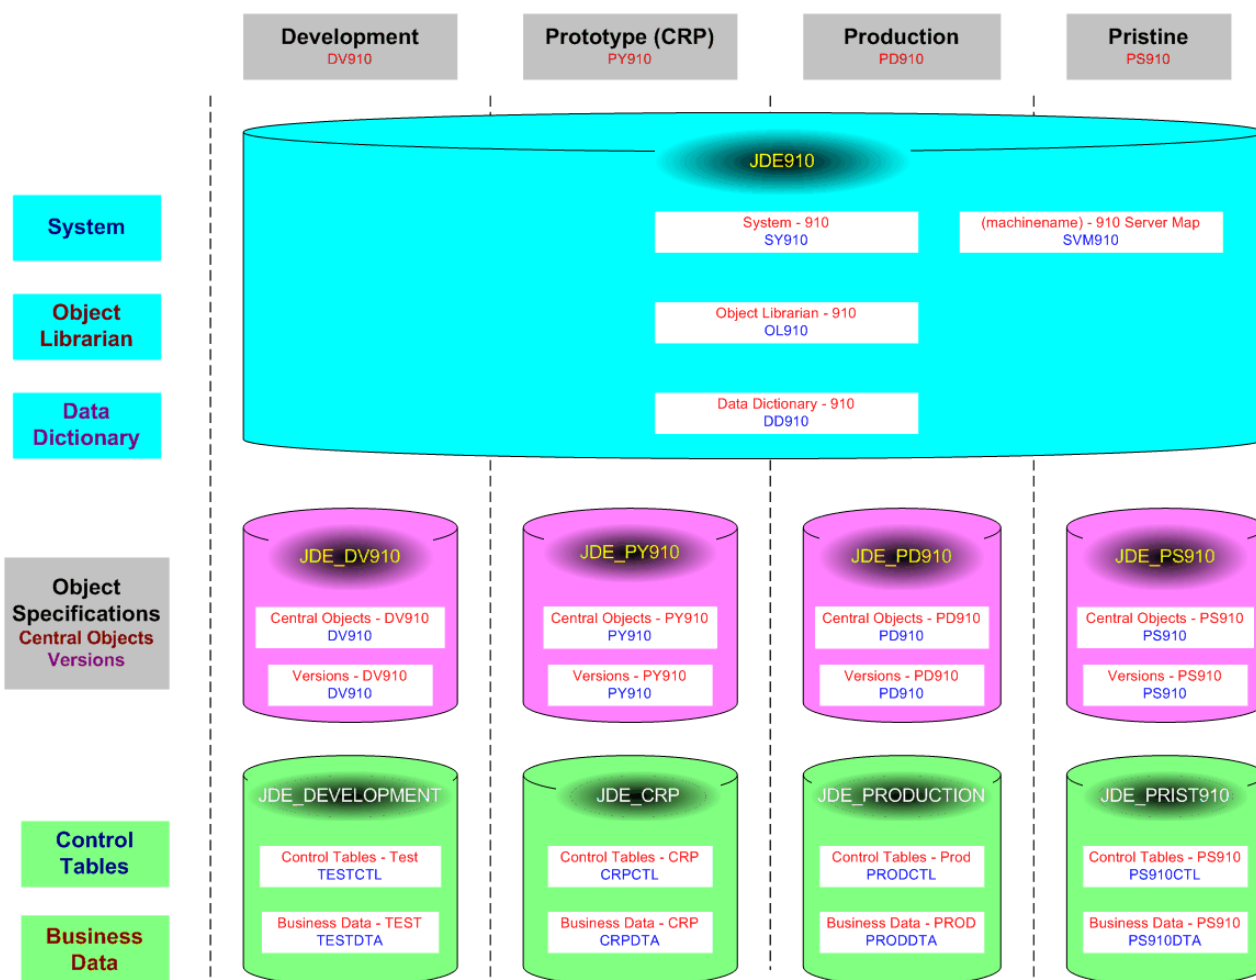 Development
DV910
Prototype (CRP)
PY910
Production
PD910
Pristine
PS910
JDE910
System
System - 910
SY910
(machinename) - 910 Server Map
SVM910
Object
Librarian
Object Librarian - 910
OL910
Data
Dictionary
Data Dictionary - 910
DD910
Object
Specifications
Central Objects
Versions
JDE_DV910
Central Objects - DV910
DV910
Versions - DV910
DV910
JDE_PY910
Central Objects - PY910
PY910
Versions - PY910
PY910
JDE_PD910
Central Objects - PD910
PD910
Versions - PD910
PD910
JDE_PS910
Central Objects - PS910
PS910
Versions - PS910
PS910
JDE_DEVELOPMENT
JDE_CRP
JDE_PRODUCTION
JDE_PRIST910
Control
Tables
Control Tables - Test
TESTCTL
Control Tables - CRP
CRPCTL
Control Tables - Prod
PRODCTL
Control Tables - PS910
PS910CTL
Business
Data
Business Data - TEST
TESTDTA
Business Data - CRP
CRPDTA
Business Data - PROD
PRODDTA
Business Data - PS910
PS910DTA